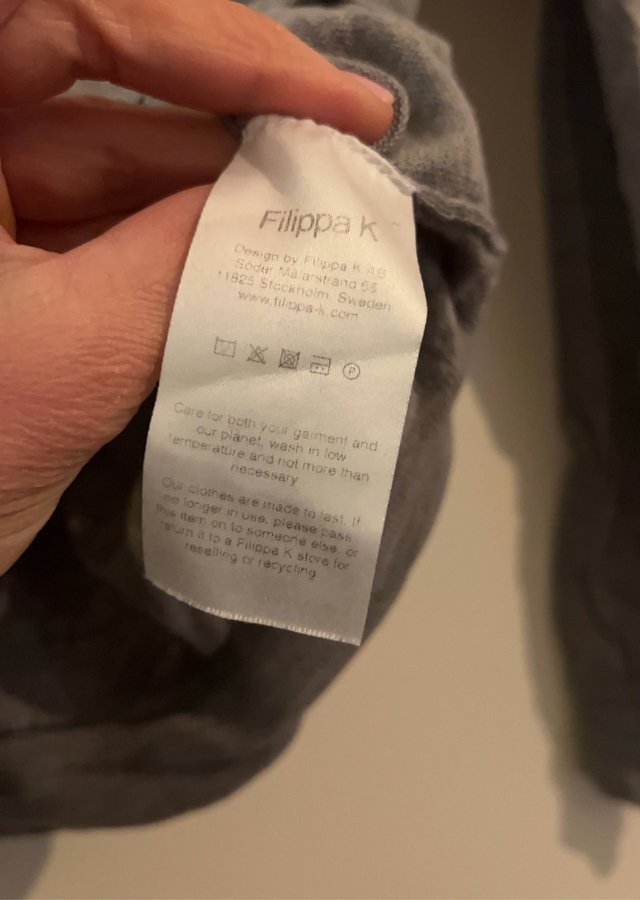 Filippa K
Design by Filippa K AB
Söder Mälarstrand 65
11825 Stockholm, Sweden
www.filippa-k.com
P
Care for both your garment and
our planet, wash in low
temperature and not more than
necessary
Our clothes are made to last. If
no longer in use, please pass
this item on to someone else, or
return it to a Filippa K store for
reselling or recycling